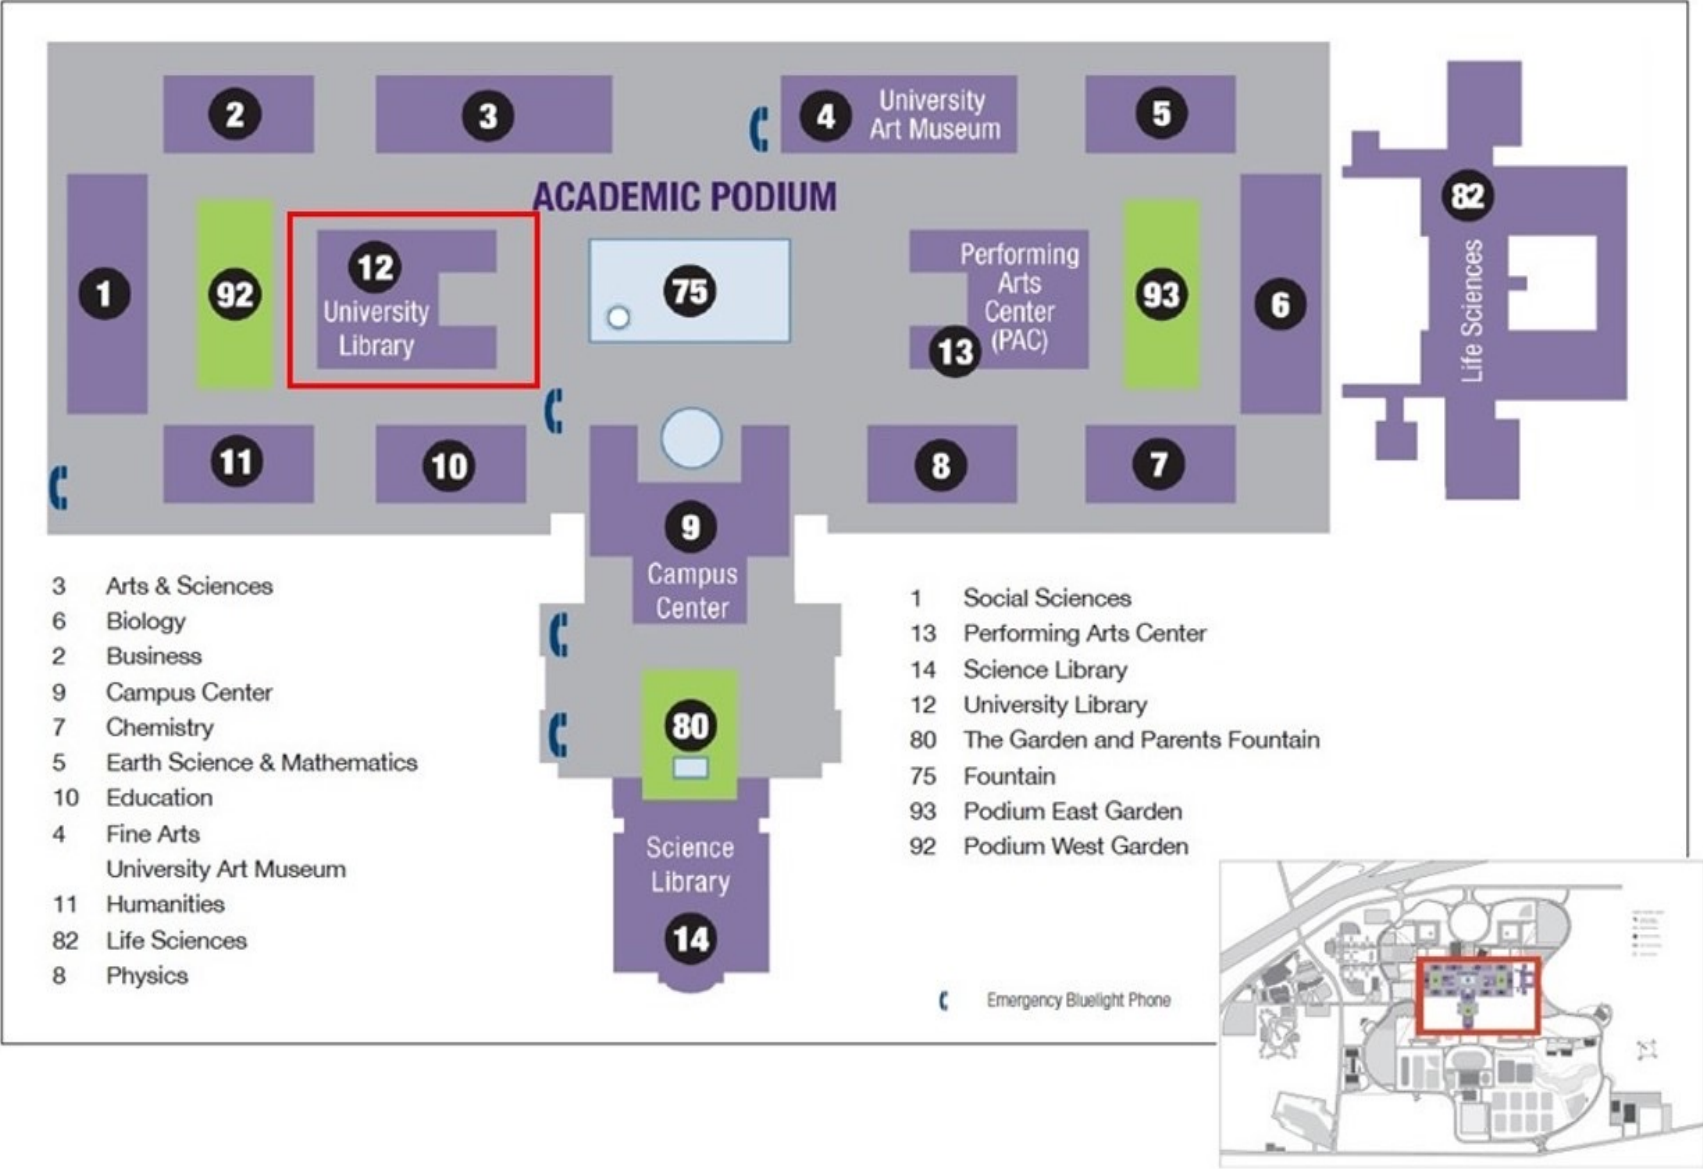 2
3
4
University
Art Museum
5
ACADEMIC PODIUM
82
Life Sciences
1
92
12
University
Library
75
Performing
Arts
Center
(PAC)
13
93
6
11
10
8
7
9
Campus
Center
80
Science
Library
14
3 Arts & Sciences
6 Biology
2 Business
9 Campus Center
7 Chemistry
5 Earth Science & Mathematics
10 Education
4 Fine Arts
University Art Museum
11 Humanities
82 Life Sciences
8 Physics
1 Social Sciences
13 Performing Arts Center
14 Science Library
12 University Library
80 The Garden and Parents Fountain
75 Fountain
93 Podium East Garden
92 Podium West Garden
Emergency Bluelight Phone